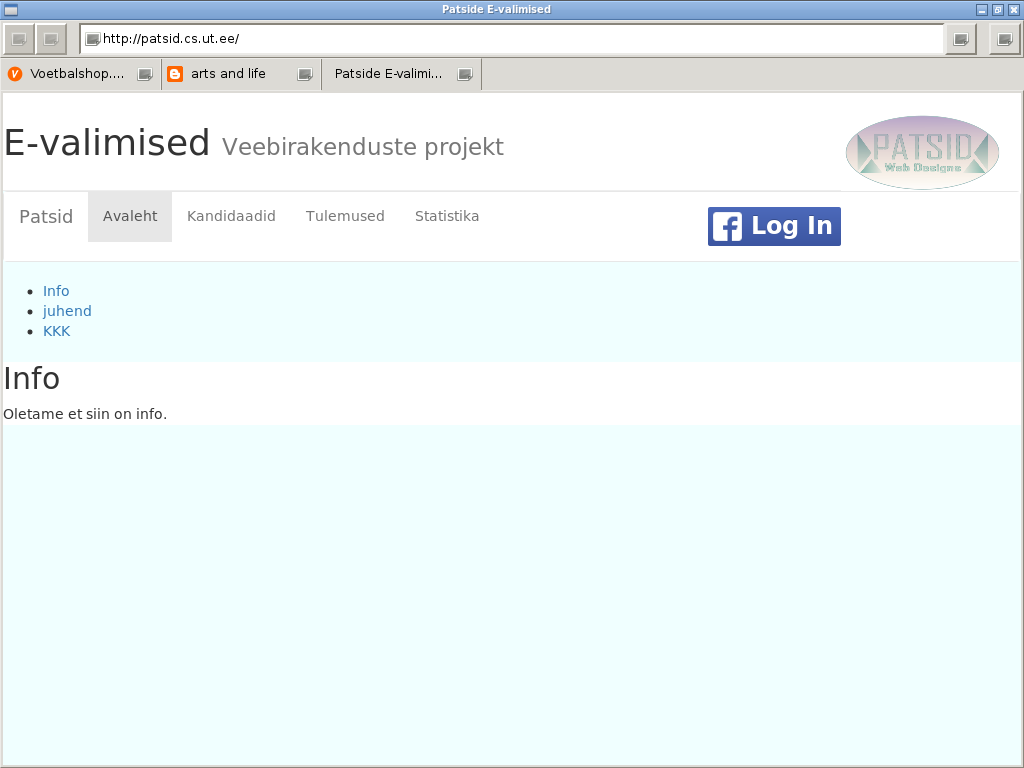 Patside E-valimised
http://patsid.cs.ut.ee/
Voetbalshop.... arts and life Patside E-valimi...
E-valimised Veebirakenduste projekt
PATSID
Web Designs
Patsid Avaleht Kandidaadid Tulemused Statistika Log In
Info
juhend
KKK
Info
Oletame et siin on info.